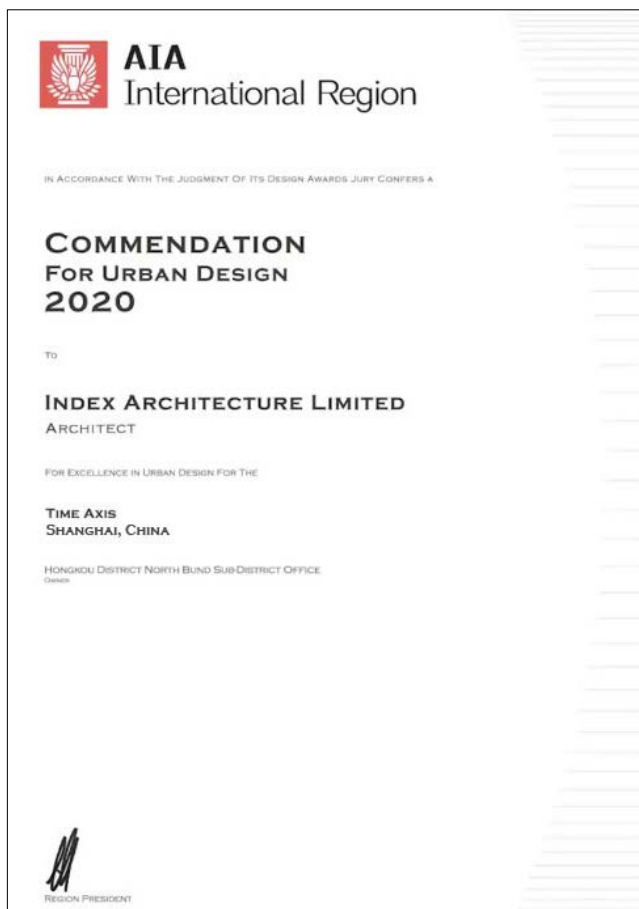 AIA
International Region
IN ACCORDANCE WITH THE JUDGMENT OF ITS DESIGN AWARDS JURY CONFERS A
COMMENDATION
FOR URBAN DESIGN
2020
TO
INDEX ARCHITECTURE LIMITED
ARCHITECT
FOR EXCELLENCE IN URBAN DESIGN FOR THE
TIME AXIS
SHANGHAI, CHINA
HONGKOU DISTRICT NORTH BUND SUB-DISTRICT OFFICE
OWNER
REGION PRESIDENT